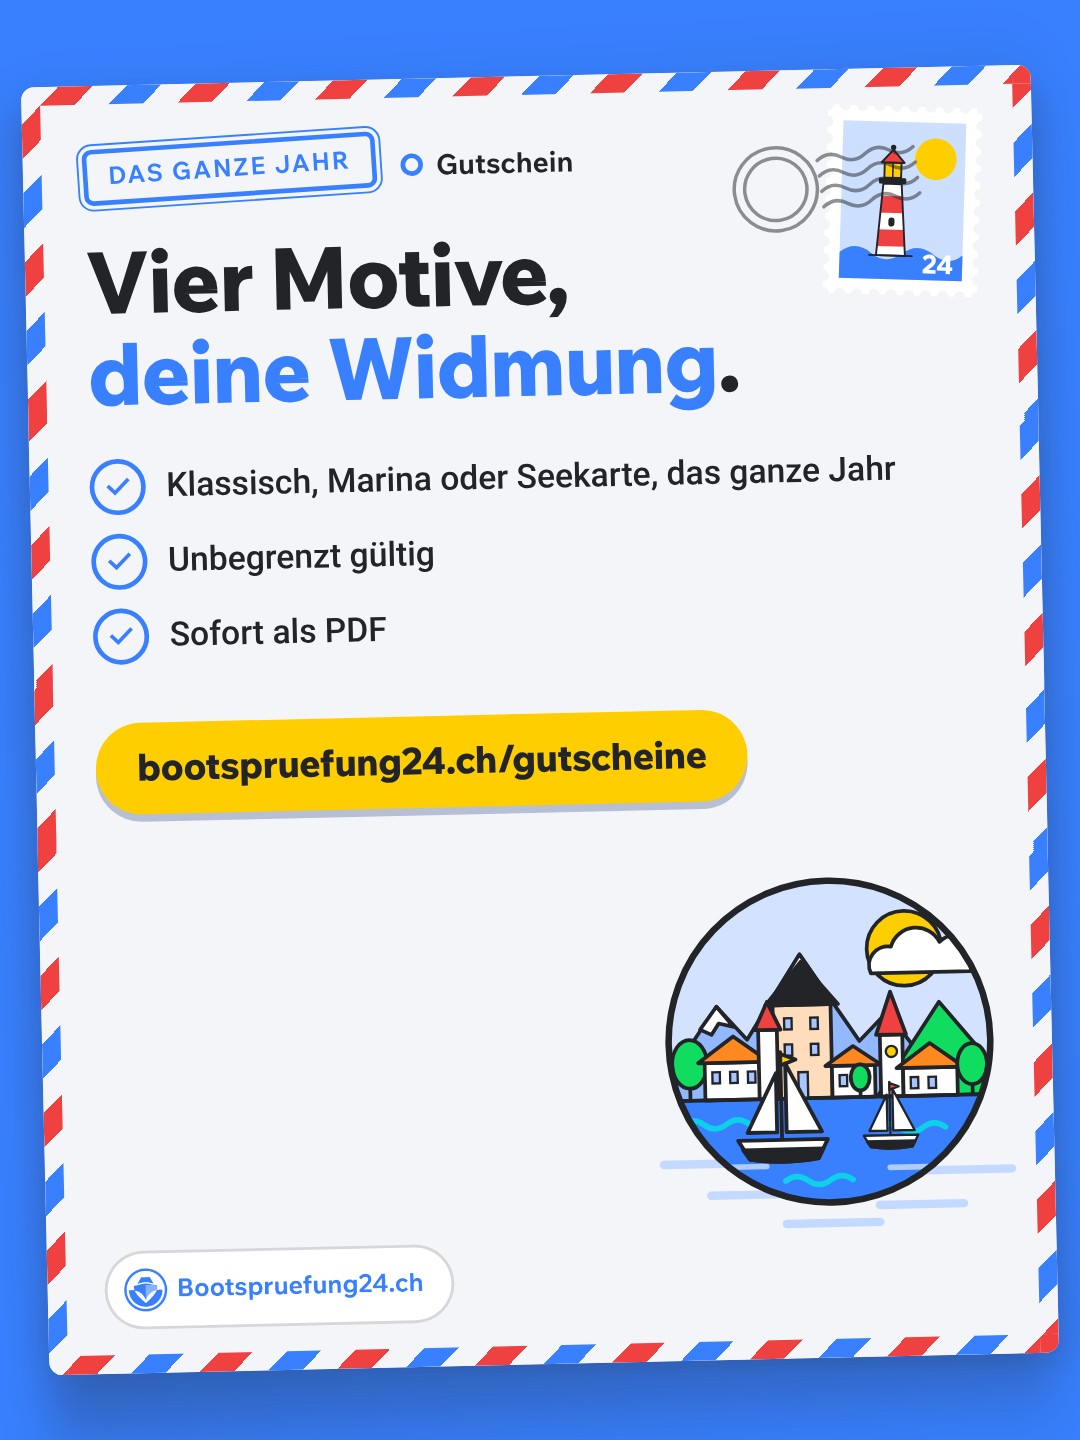 DAS GANZE JAHR
Gutschein
24
Vier Motive,
deine Widmung.
Klassisch, Marina oder Seekarte, das ganze Jahr
Unbegrenzt gültig
Sofort als PDF
bootspruefung24.ch/gutscheine
Bootspruefung24.ch